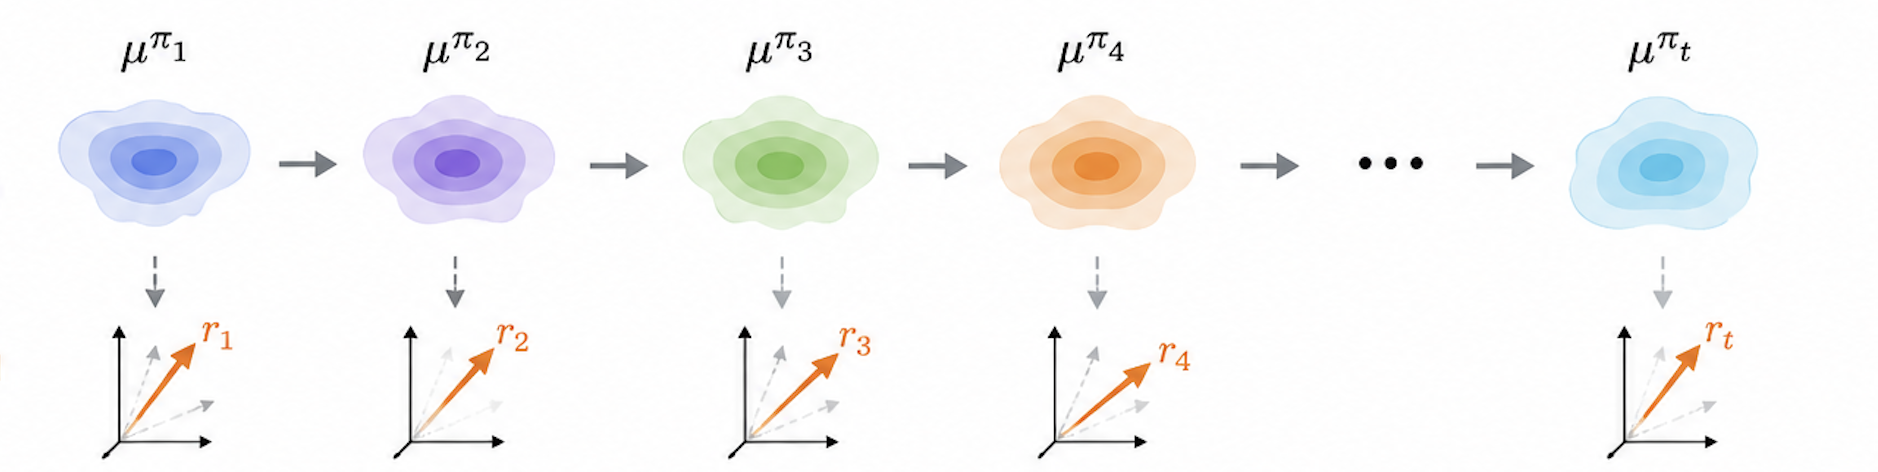 μ^π₁ μ^π₂ μ^π₃ μ^π₄ ••• μ^πₜ
r₁ r₂ r₃ r₄ rₜ